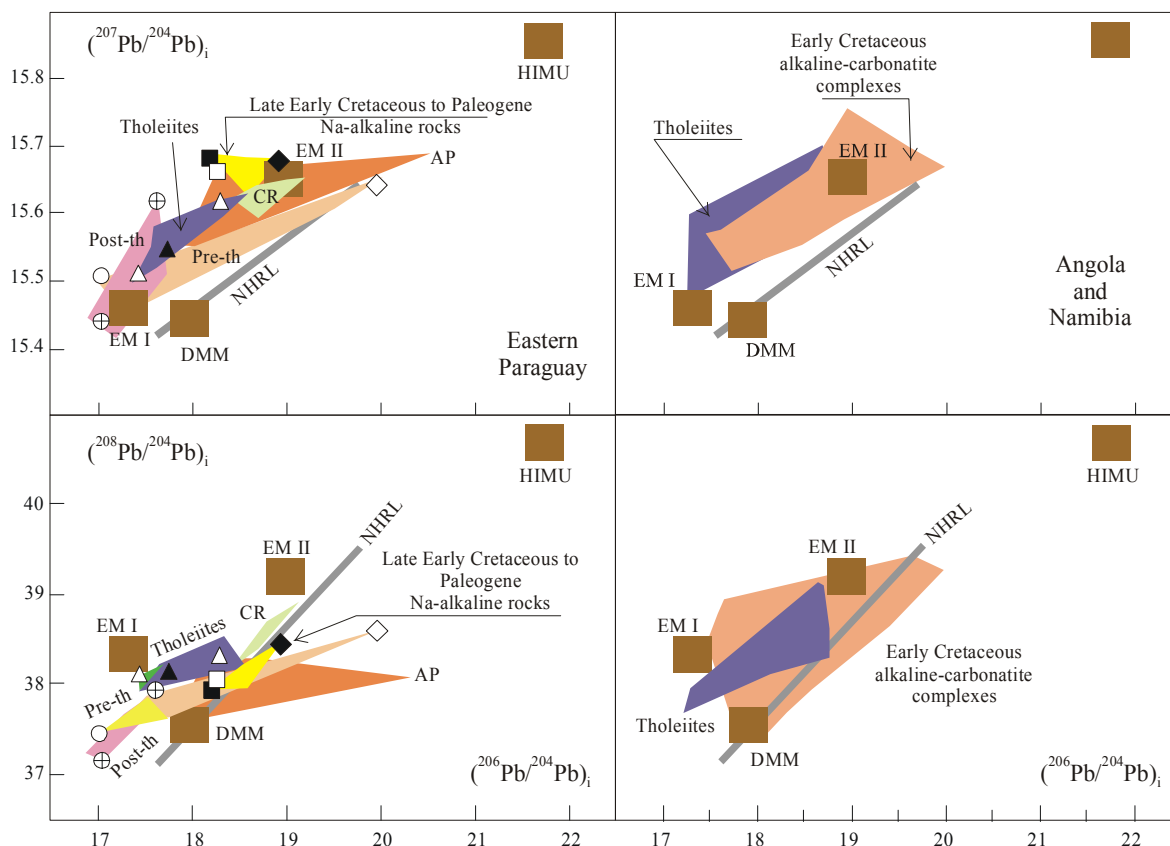 (²⁰⁷Pb/²⁰⁴Pb)ᵢ
HIMU
Late Early Cretaceous to Paleogene
Na-alkaline rocks
Tholeiites
EM II
AP
CR
Post-th
Pre-th
NHRL
EM I
DMM
Eastern
Paraguay
15.8
15.7
15.6
15.5
15.4
Early Cretaceous
alkaline-carbonatite
complexes
Tholeiites
EM II
NHRL
EM I
DMM
Angola
and
Namibia
(²⁰⁸Pb/²⁰⁴Pb)ᵢ
HIMU
NHRL
EM II
Late Early Cretaceous to
Paleogene
Na-alkaline rocks
CR
EM I
Tholeiites
AP
Pre-th
Post-th
DMM
(²⁰⁶Pb/²⁰⁴Pb)ᵢ
40
39
38
37
17 18 19 20 21 22
HIMU
NHRL
EM II
EM I
Early Cretaceous
alkaline-carbonatite
complexes
Tholeiites
DMM
(²⁰⁶Pb/²⁰⁴Pb)ᵢ
17 18 19 20 21 22